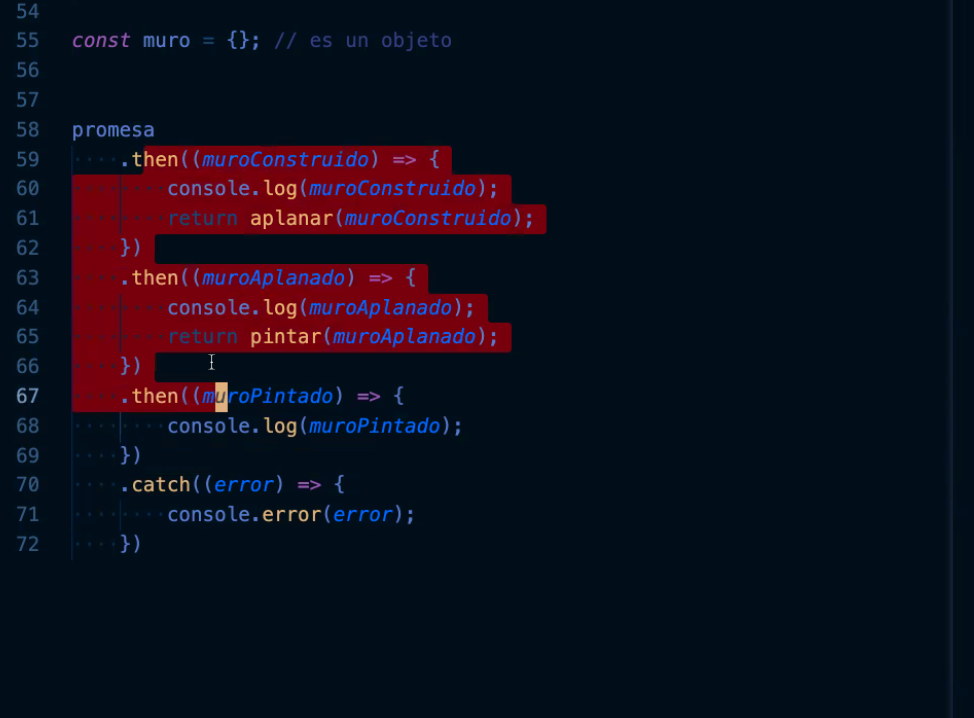 54
55 const muro = {}; // es un objeto
56
57
58 promesa
59 .then((muroConstruido) => {
60 console.log(muroConstruido);
61 return aplanar(muroConstruido);
62 })
63 .then((muroAplanado) => {
64 console.log(muroAplanado);
65 return pintar(muroAplanado);
66 })
67 .then((muroPintado) => {
68 console.log(muroPintado);
69 })
70 .catch((error) => {
71 console.error(error);
72 })